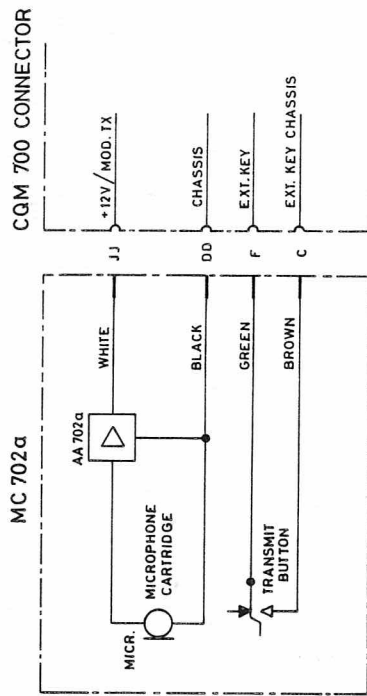 MC 702a
CQM 700 CONNECTOR
AA 702a
WHITE
JJ
+12V / MOD. TX
MICR.
MICROPHONE
CARTRIDGE
BLACK
DD
CHASSIS
GREEN
F
EXT. KEY
TRANSMIT
BUTTON
BROWN
C
EXT. KEY CHASSIS